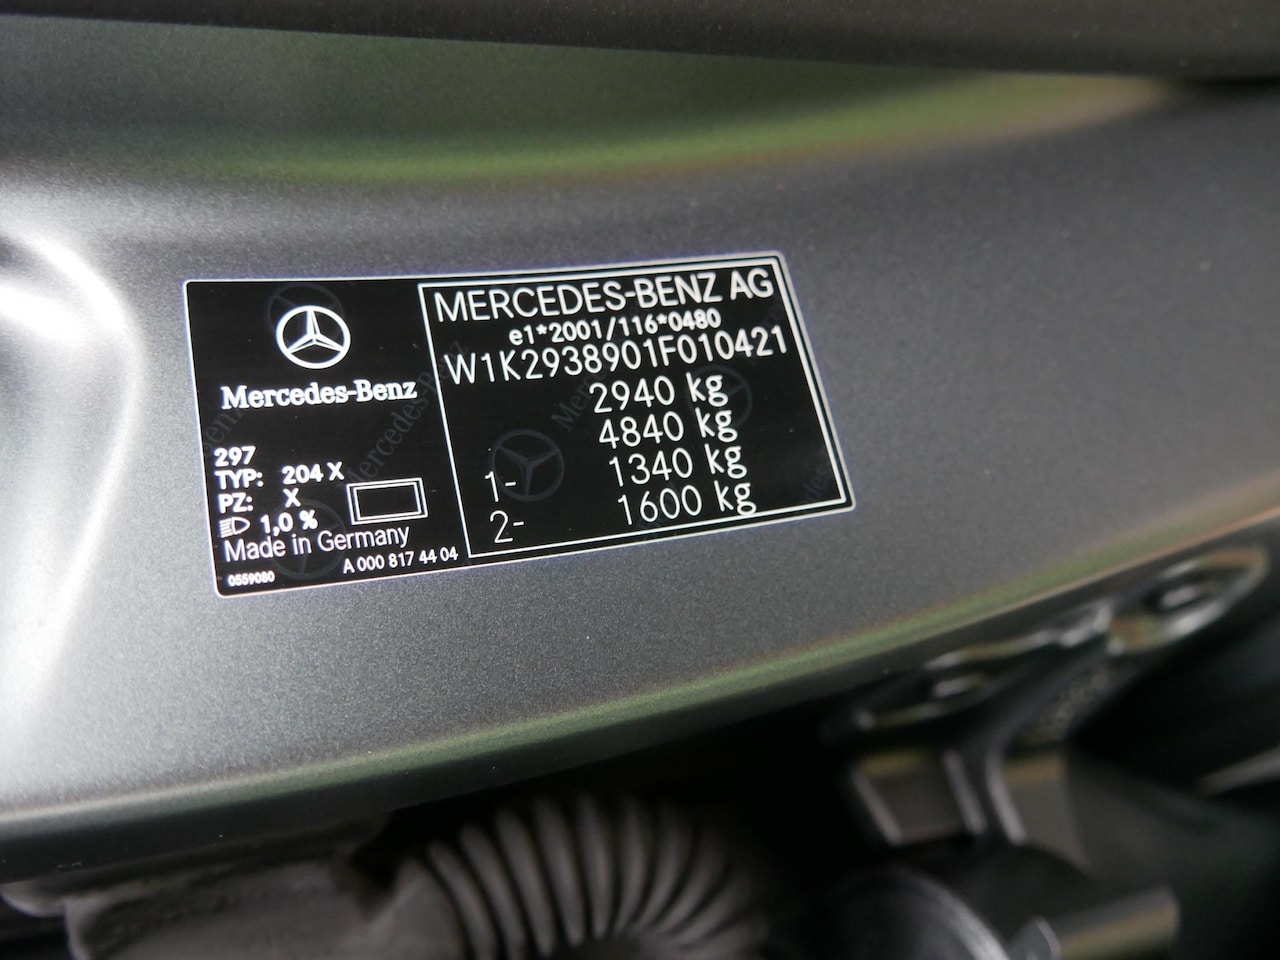 Mercedes-Benz
297
TYP: 204 X
PZ: X
1,0 %
Made in Germany
0559080
A 000 817 44 04
MERCEDES-BENZ AG
e1*2001/116*0480
W1K2938901F010421
2940 kg
4840 kg
1- 1340 kg
2- 1600 kg